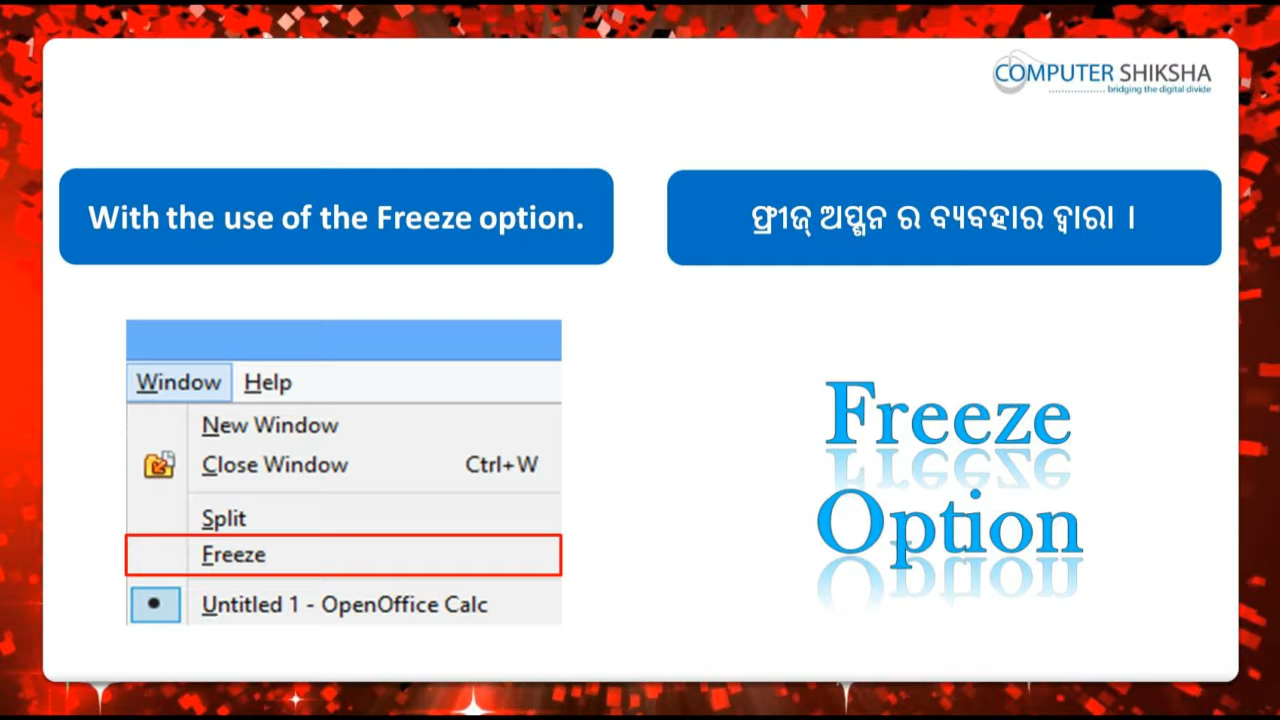 COMPUTER SHIKSHA
bridging the digital divide
With the use of the Freeze option.
ଫ୍ରୀଜ୍ ଅପ୍ସନ ର ବ୍ୟବହାର ଦ୍ୱାରା ।
Window Help
New Window
Close Window Ctrl+W
Split
Freeze
Untitled 1 - OpenOffice Calc
Freeze
Option